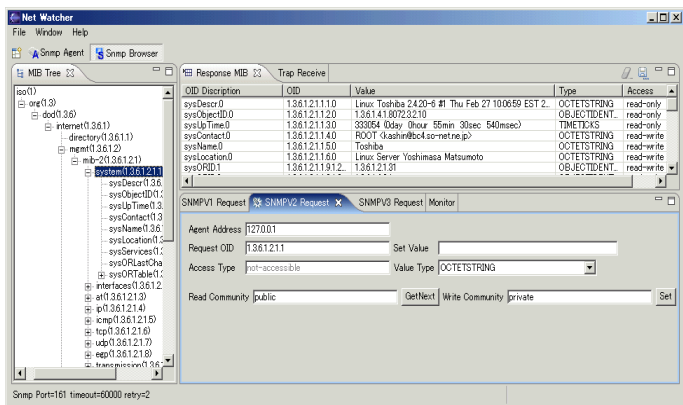 Net Watcher
File Window Help
Snmp Agent Snmp Browser
MIB Tree
iso(1)
org(1.3)
dod(1.3.6)
internet(1.3.6.1)
directory(1.3.6.1.1)
mgmt(1.3.6.1.2)
mib-2(1.3.6.1.2.1)
system(1.3.6.1.2.1.1
sysDescr(1.3.6.
sysObjectID(1.3
sysUpTime(1.3.
sysContact(1.3
sysName(1.3.6.
sysLocation(1.3
sysServices(1.3
sysORLastCha
sysORTable(1.3
interfaces(1.3.6.1.2.
at(1.3.6.1.2.1.3)
ip(1.3.6.1.2.1.4)
icmp(1.3.6.1.2.1.5)
tcp(1.3.6.1.2.1.6)
udp(1.3.6.1.2.1.7)
egp(1.3.6.1.2.1.8)
transmission(1.3.6.
Response MIB Trap Receive
OID Discription OID Value Type Access
sysDescr.0 1.3.6.1.2.1.1.1.0 Linux Toshiba 2.4.20-6 #1 Thu Feb 27 10:06:59 EST 2... OCTETSTRING read-only
sysObjectID.0 1.3.6.1.2.1.1.2.0 1.3.6.1.4.1.8072.3.2.10 OBJECTIDENT... read-only
sysUpTime.0 1.3.6.1.2.1.1.3.0 333054 (0day 0hour 55min 30sec 540msec) TIMETICKS read-only
sysContact.0 1.3.6.1.2.1.1.4.0 ROOT <kashin@bc4.so-net.ne.jp> OCTETSTRING read-write
sysName.0 1.3.6.1.2.1.1.5.0 Toshiba OCTETSTRING read-write
sysLocation.0 1.3.6.1.2.1.1.6.0 Linux Server Yoshimasa Matsumoto OCTETSTRING read-write
sysORID.1 1.3.6.1.2.1.1.9.1.2... 1.3.6.1.2.1.31 OBJECTIDENT... read-only
SNMPV1 Request SNMPV2 Request SNMPV3 Request Monitor
Agent Address 127.0.0.1
Request OID 1.3.6.1.2.1.1 Set Value
Access Type not-accessible Value Type OCTETSTRING
Read Community public GetNext Write Community private Set
Snmp Port=161 timeout=60000 retry=2